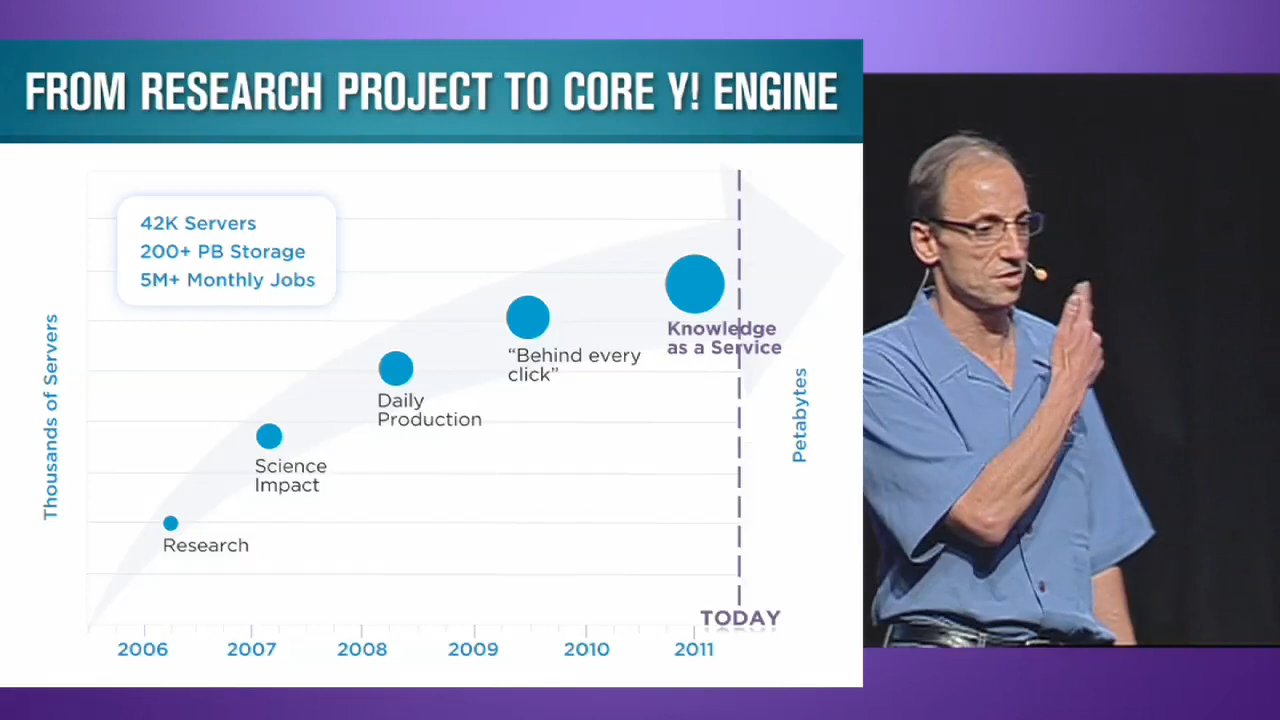 FROM RESEARCH PROJECT TO CORE Y! ENGINE
42K Servers
200+ PB Storage
5M+ Monthly Jobs
Thousands of Servers
Petabytes
Research
Science
Impact
Daily
Production
“Behind every
click”
Knowledge
as a Service
TODAY
2006 2007 2008 2009 2010 2011